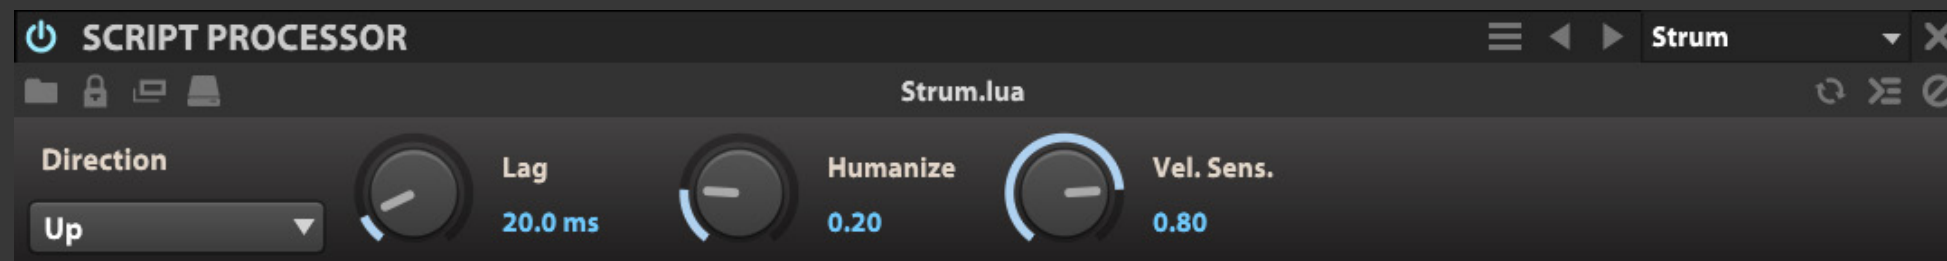 SCRIPT PROCESSOR
Strum
Strum.lua
Direction
Up
Lag
20.0 ms
Humanize
0.20
Vel. Sens.
0.80